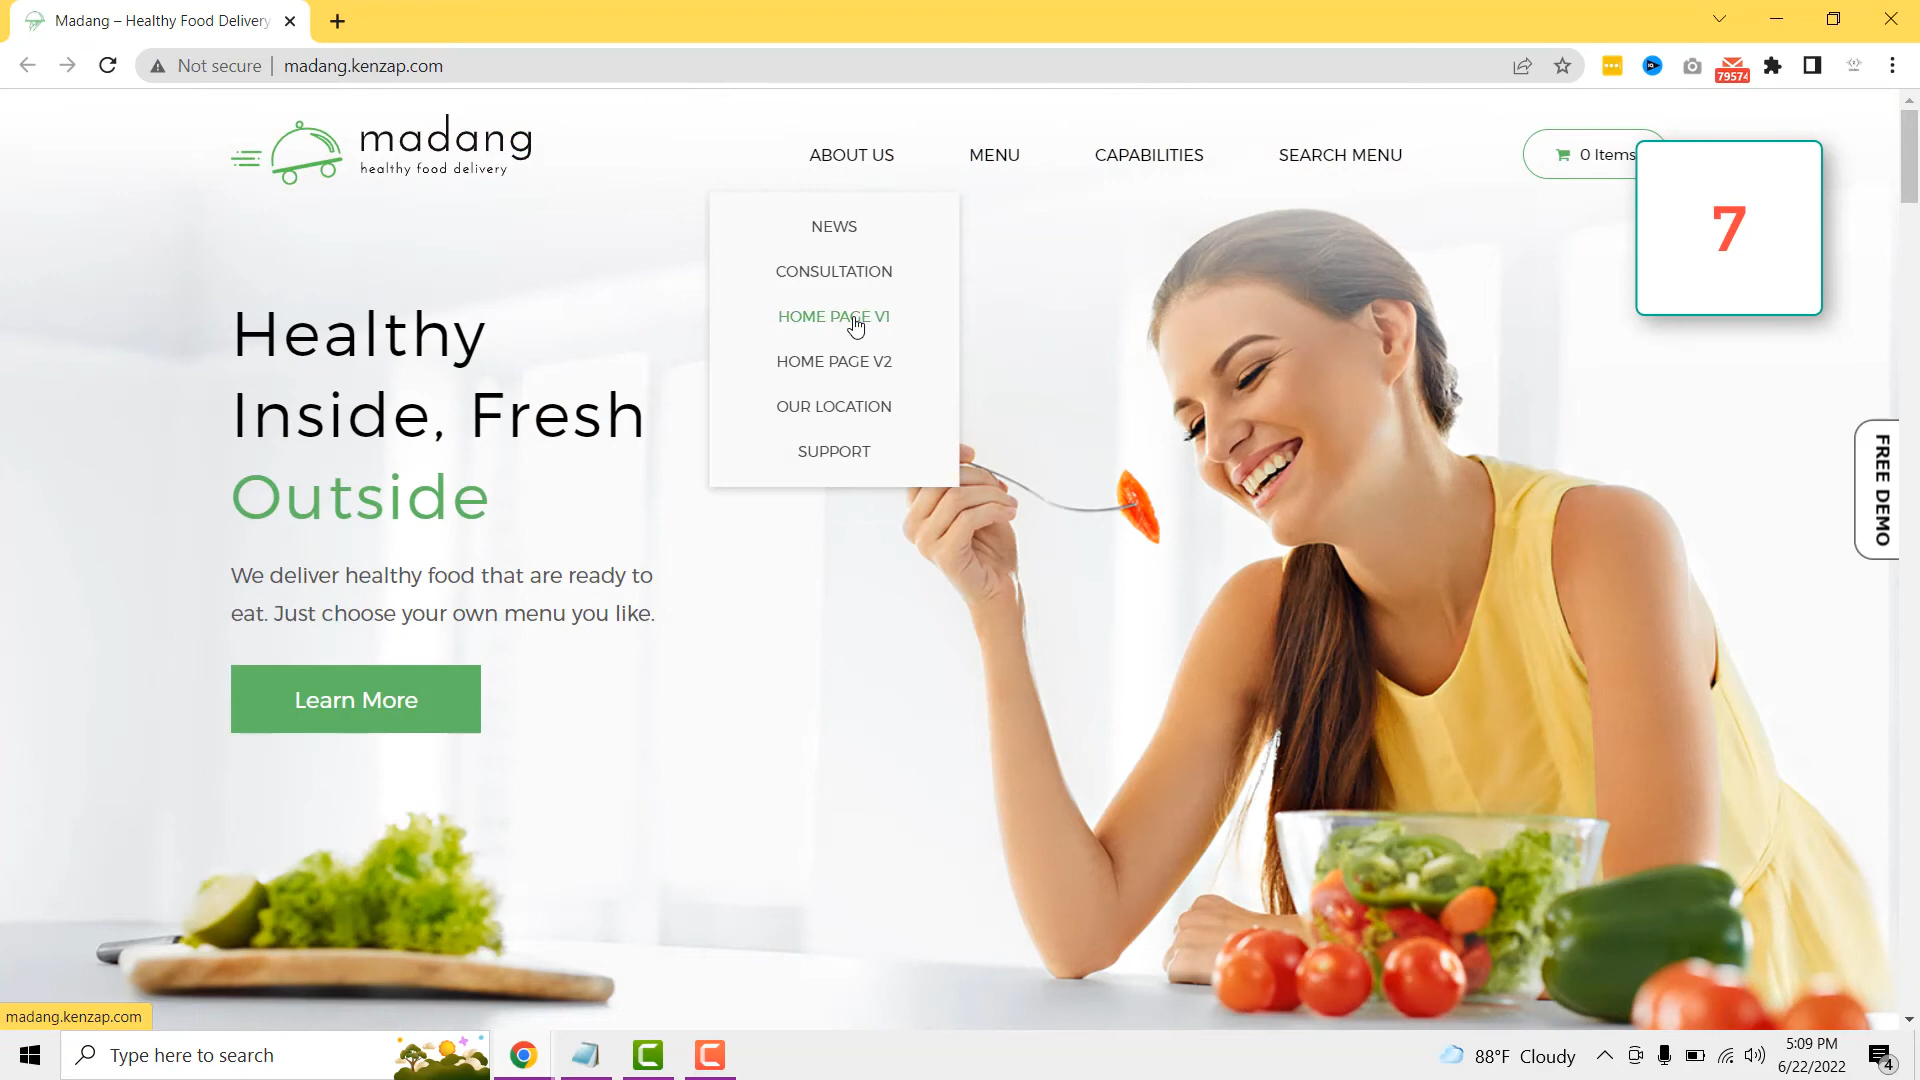 Madang – Healthy Food Delivery
Not secure
madang.kenzap.com
79574
madang
healthy food delivery
ABOUT US
MENU
CAPABILITIES
SEARCH MENU
0 Items
7
NEWS
CONSULTATION
HOME PAGE V1
HOME PAGE V2
OUR LOCATION
SUPPORT
Healthy
Inside, Fresh
Outside
We deliver healthy food that are ready to
eat. Just choose your own menu you like.
Learn More
FREE DEMO
madang.kenzap.com
Type here to search
88°F Cloudy
5:09 PM
6/22/2022
4